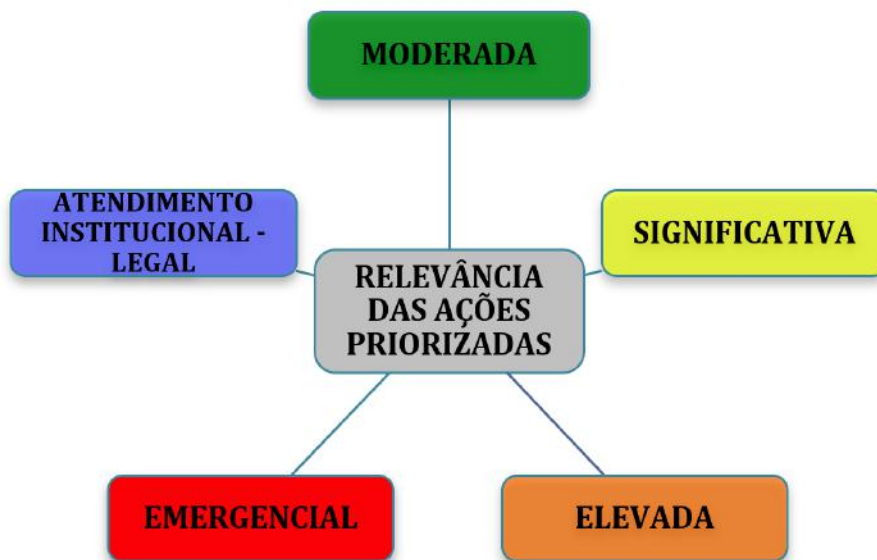 MODERADA
ATENDIMENTO
INSTITUCIONAL -
LEGAL
SIGNIFICATIVA
RELEVÂNCIA
DAS AÇÕES
PRIORIZADAS
EMERGENCIAL
ELEVADA